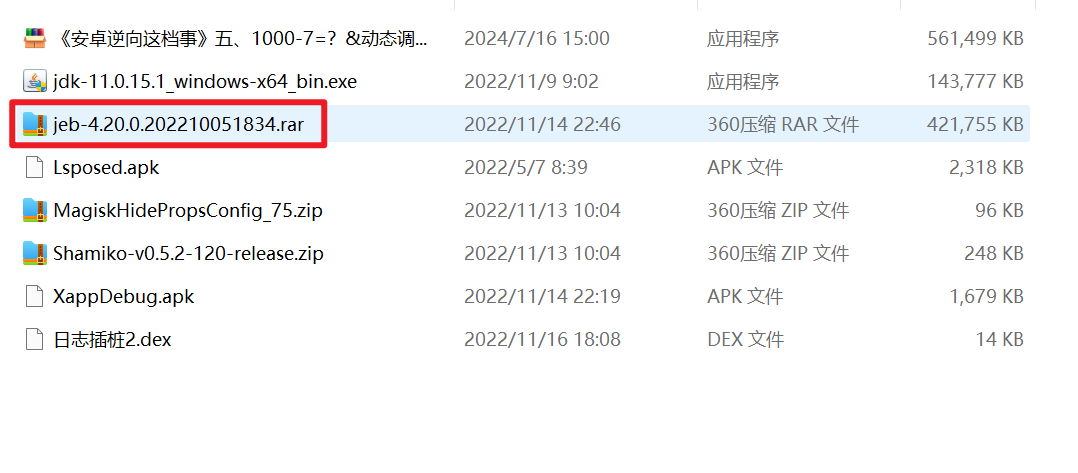 《安卓逆向这档事》五、1000-7=？&动态调... 2024/7/16 15:00 应用程序 561,499 KB
jdk-11.0.15.1_windows-x64_bin.exe 2022/11/9 9:02 应用程序 143,777 KB
jeb-4.20.0.202210051834.rar 2022/11/14 22:46 360压缩 RAR 文件 421,755 KB
Lsposed.apk 2022/5/7 8:39 APK 文件 2,318 KB
MagiskHidePropsConfig_75.zip 2022/11/13 10:04 360压缩 ZIP 文件 96 KB
Shamiko-v0.5.2-120-release.zip 2022/11/13 10:04 360压缩 ZIP 文件 248 KB
XappDebug.apk 2022/11/14 22:19 APK 文件 1,679 KB
日志插桩2.dex 2022/11/16 18:08 DEX 文件 14 KB